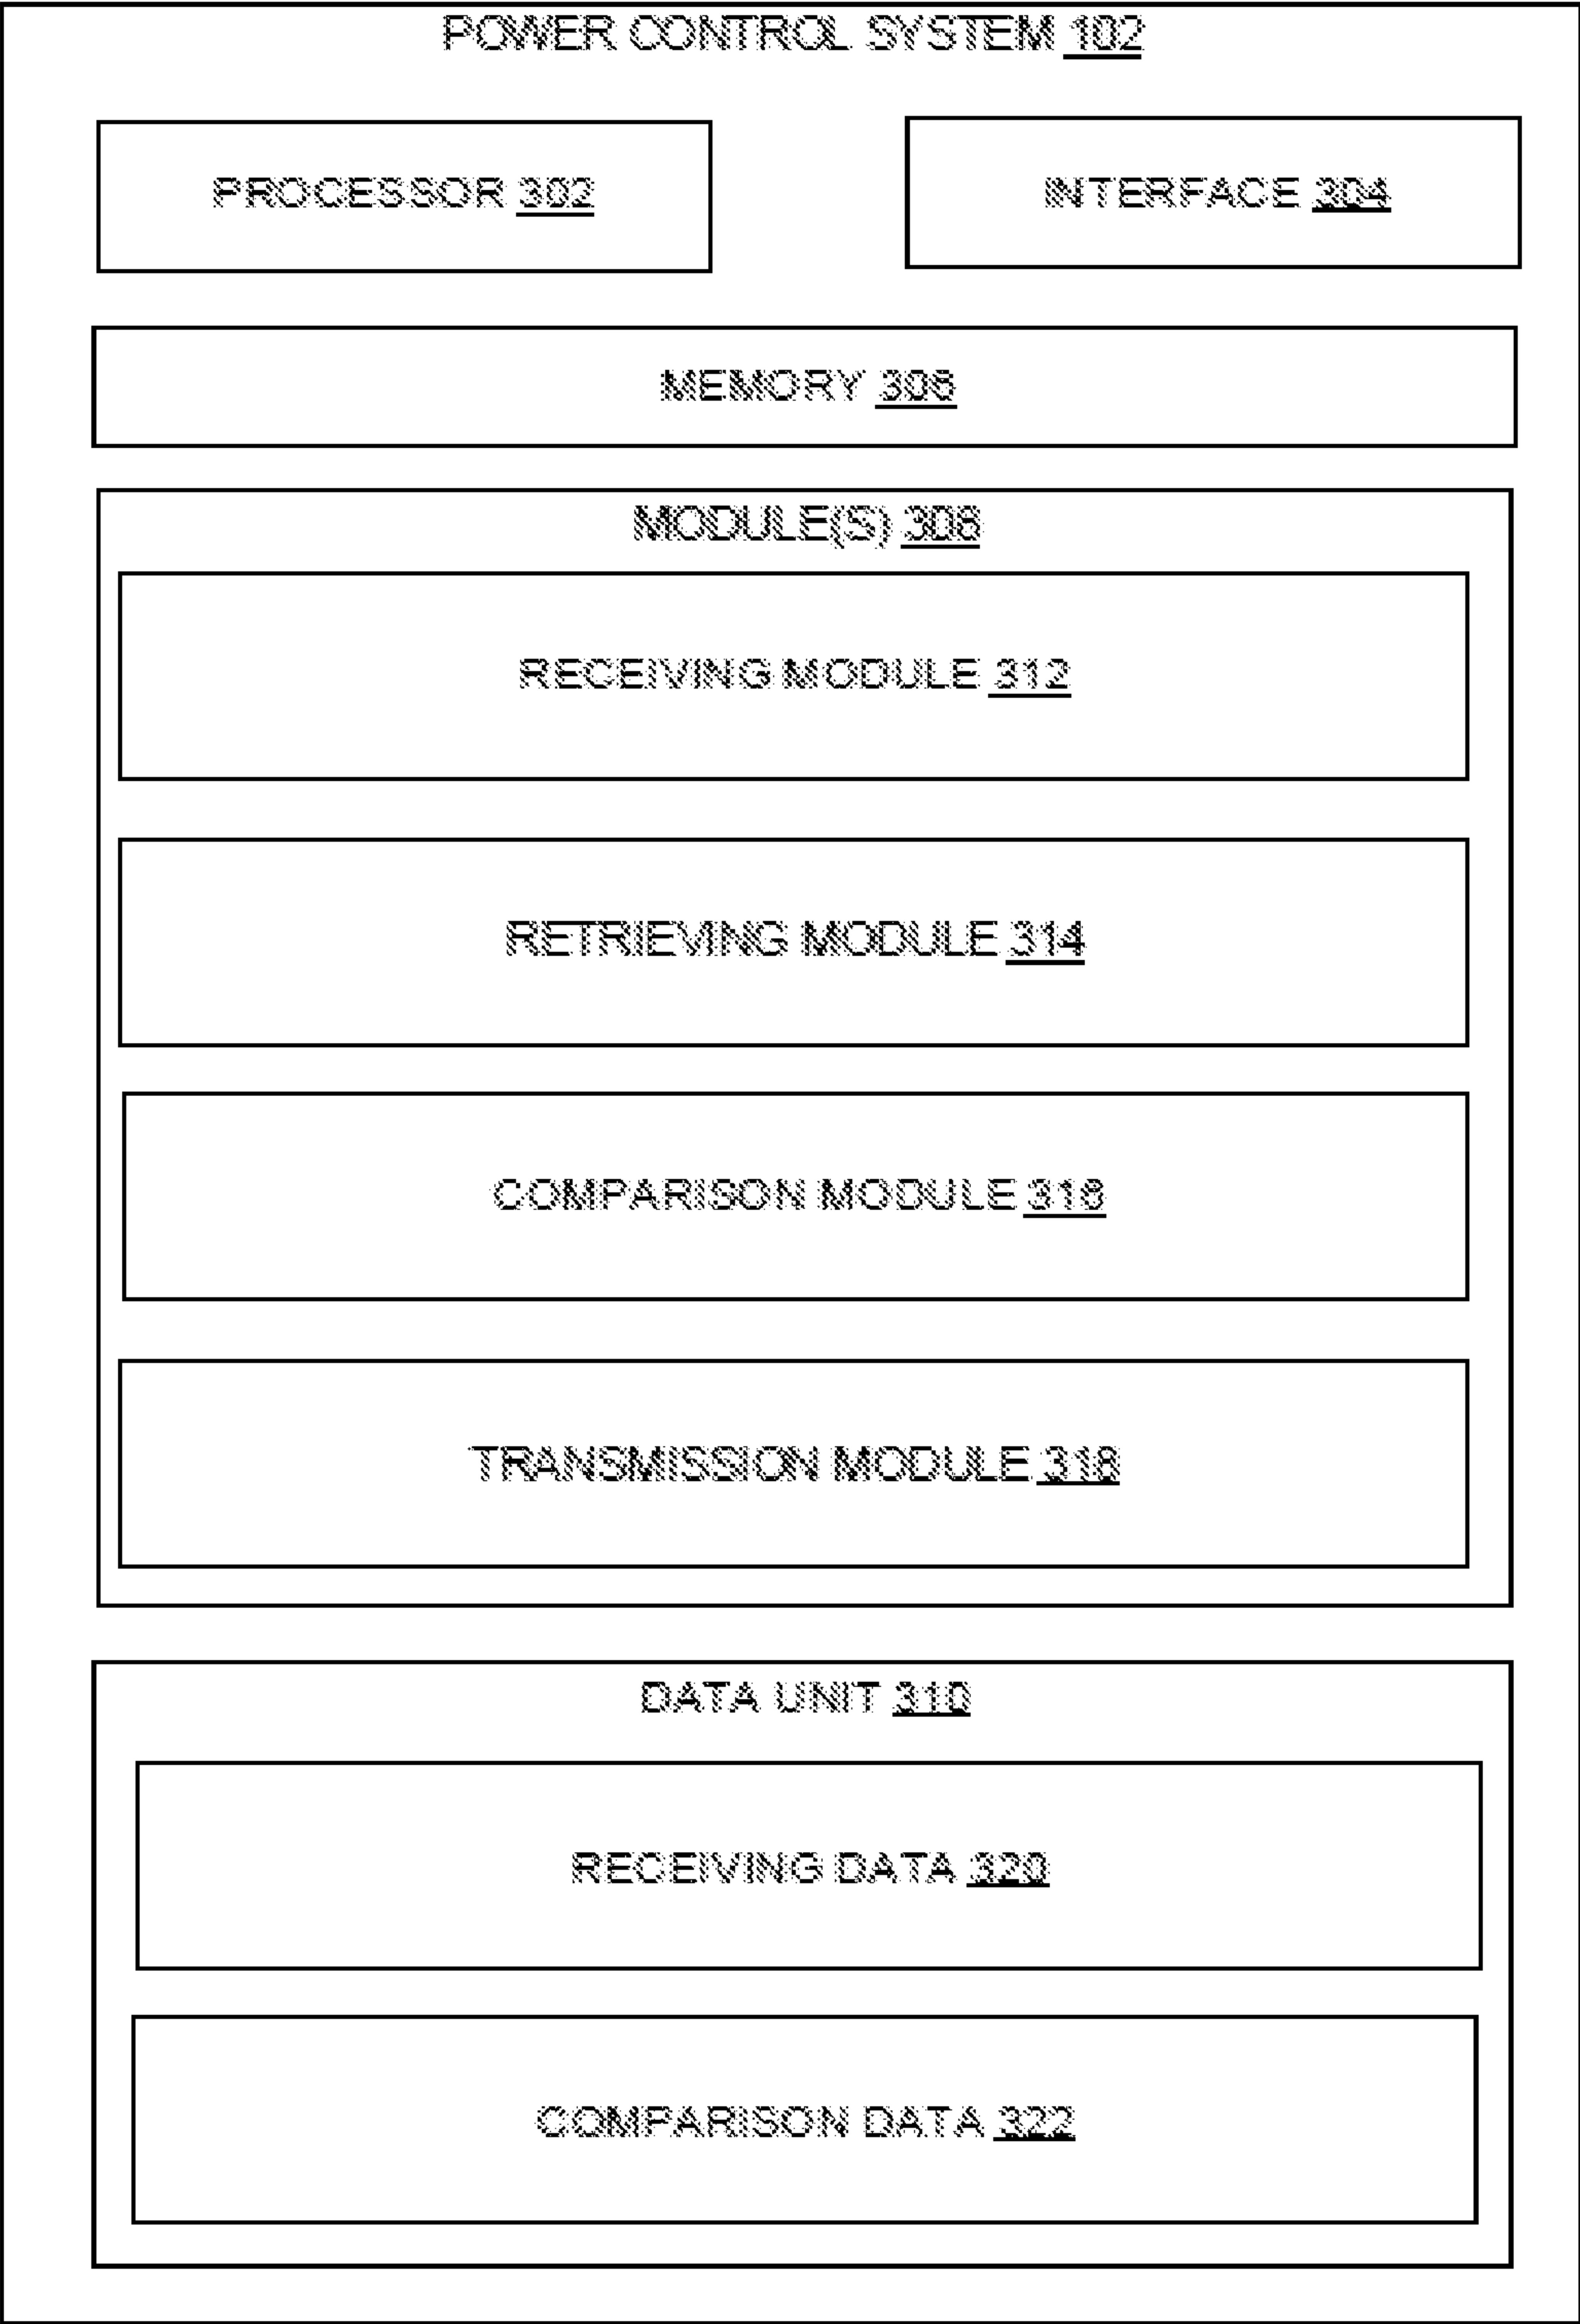 POWER CONTROL SYSTEM 102
PROCESSOR 302
INTERFACE 304
MEMORY 306
MODULE(S) 308
RECEIVING MODULE 312
RETRIEVING MODULE 314
COMPARISON MODULE 316
TRANSMISSION MODULE 318
DATA UNIT 310
RECEIVING DATA 320
COMPARISON DATA 322